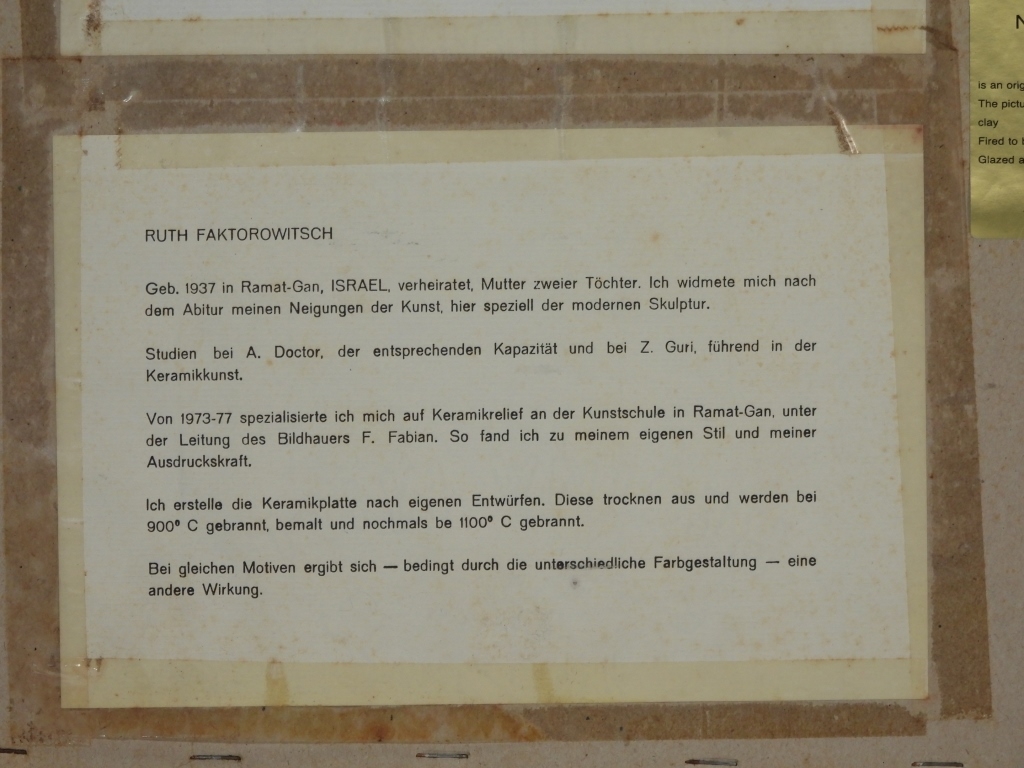 RUTH FAKTOROWITSCH
Geb. 1937 in Ramat-Gan, ISRAEL, verheiratet, Mutter zweier Töchter. Ich widmete mich nach
dem Abitur meinen Neigungen der Kunst, hier speziell der modernen Skulptur.
Studien bei A. Doctor, der entsprechenden Kapazität und bei Z. Guri, führend in der
Keramikkunst.
Von 1973-77 spezialisierte ich mich auf Keramikrelief an der Kunstschule in Ramat-Gan, unter
der Leitung des Bildhauers F. Fabian. So fand ich zu meinem eigenen Stil und meiner
Ausdruckskraft.
Ich erstelle die Keramikplatte nach eigenen Entwürfen. Diese trocknen aus und werden bei
900° C gebrannt, bemalt und nochmals be 1100° C gebrannt.
Bei gleichen Motiven ergibt sich — bedingt durch die unterschiedliche Farbgestaltung — eine
andere Wirkung.
is an
The
clay
Fired to
Glazed